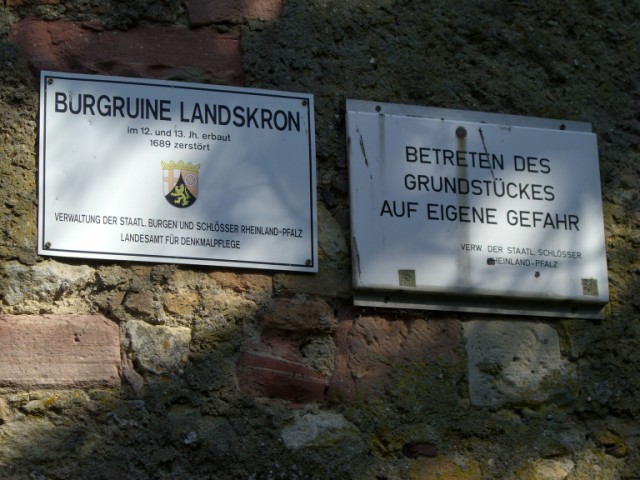 BURGRUINE LANDSKRON
im 12. und 13. Jh. erbaut
1689 zerstört
VERWALTUNG DER STAATL. BURGEN UND SCHLÖSSER RHEINLAND-PFALZ
LANDESAMT FÜR DENKMALPFLEGE
BETRETEN DES
GRUNDSTÜCKES
AUF EIGENE GEFAHR
VERW. DER STAATL. SCHLÖSSER
RHEINLAND-PFALZ